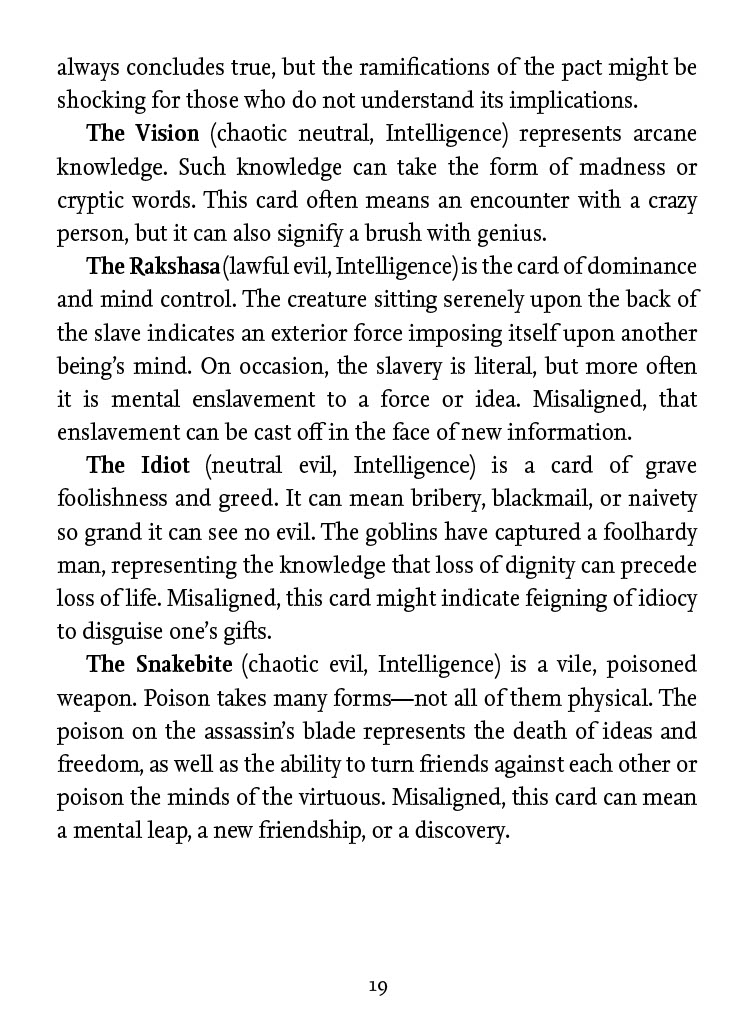 always concludes true, but the ramifications of the pact might be
shocking for those who do not understand its implications.
The Vision (chaotic neutral, Intelligence) represents arcane
knowledge. Such knowledge can take the form of madness or
cryptic words. This card often means an encounter with a crazy
person, but it can also signify a brush with genius.
The Rakshasa (lawful evil, Intelligence) is the card of dominance
and mind control. The creature sitting serenely upon the back of
the slave indicates an exterior force imposing itself upon another
being’s mind. On occasion, the slavery is literal, but more often
it is mental enslavement to a force or idea. Misaligned, that
enslavement can be cast off in the face of new information.
The Idiot (neutral evil, Intelligence) is a card of grave
foolishness and greed. It can mean bribery, blackmail, or naivety
so grand it can see no evil. The goblins have captured a foolhardy
man, representing the knowledge that loss of dignity can precede
loss of life. Misaligned, this card might indicate feigning of idiocy
to disguise one’s gifts.
The Snakebite (chaotic evil, Intelligence) is a vile, poisoned
weapon. Poison takes many forms—not all of them physical. The
poison on the assassin’s blade represents the death of ideas and
freedom, as well as the ability to turn friends against each other or
poison the minds of the virtuous. Misaligned, this card can mean
a mental leap, a new friendship, or a discovery.
19